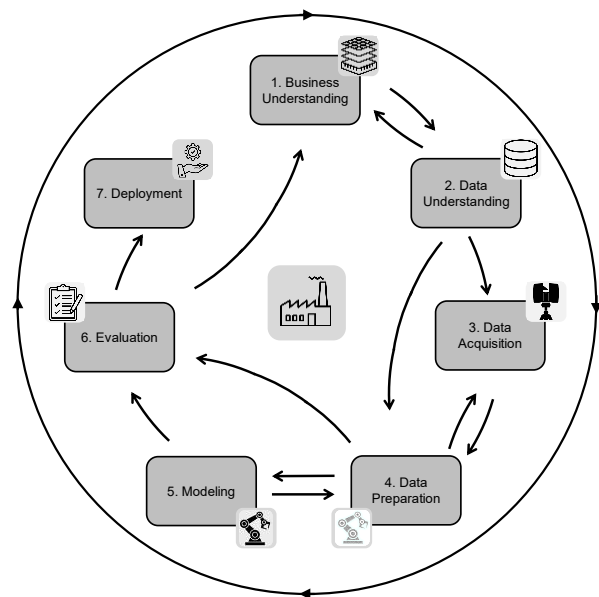 1. Business
Understanding
2. Data
Understanding
3. Data
Acquisition
4. Data
Preparation
5. Modeling
6. Evaluation
7. Deployment